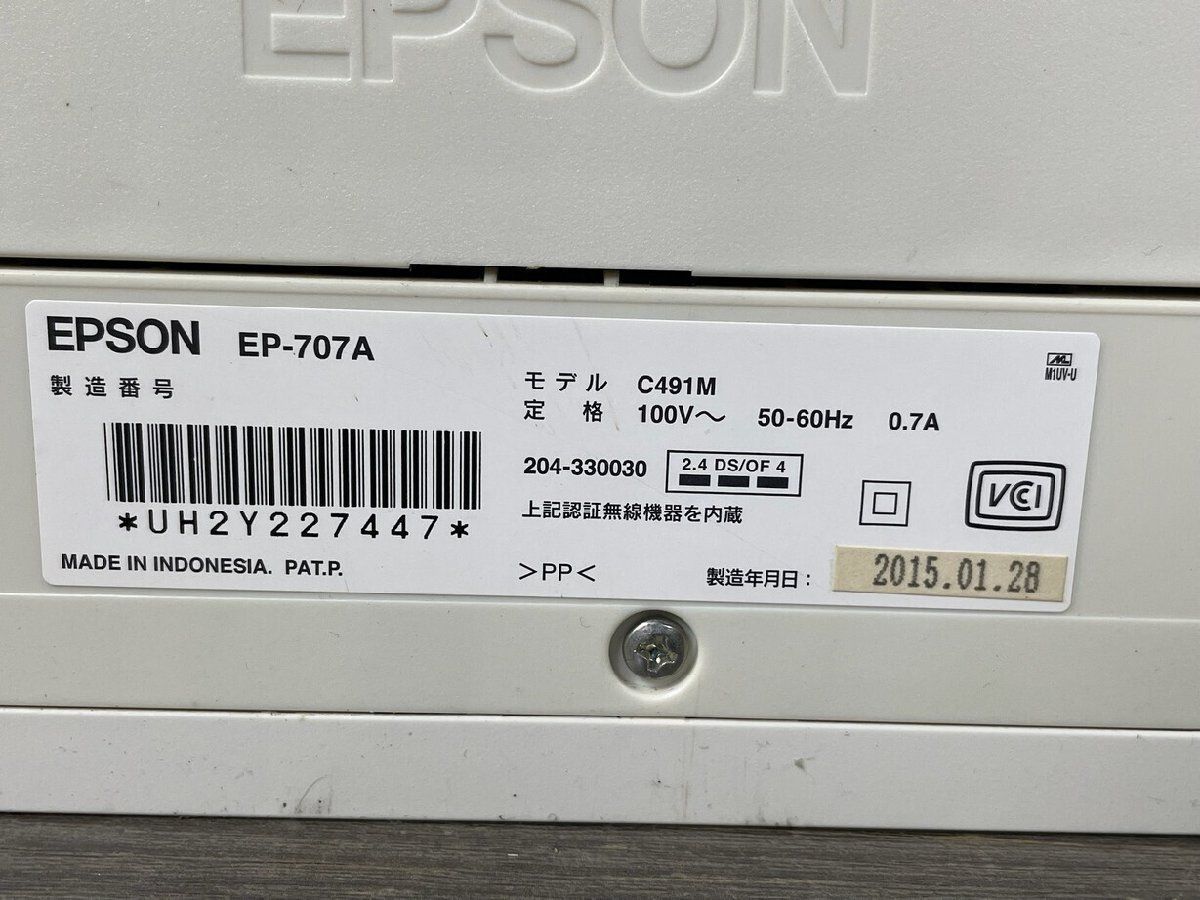 EPSON
EPSON EP-707A
製造番号
*UH2Y227447*
MADE IN INDONESIA. PAT.P.
モデル C491M
定格 100V～ 50-60Hz 0.7A
204-330030 2.4 DS/OF 4
上記認証無線機器を内蔵
>PP<
製造年月日: 2015.01.28
M1UV-U
VCCI